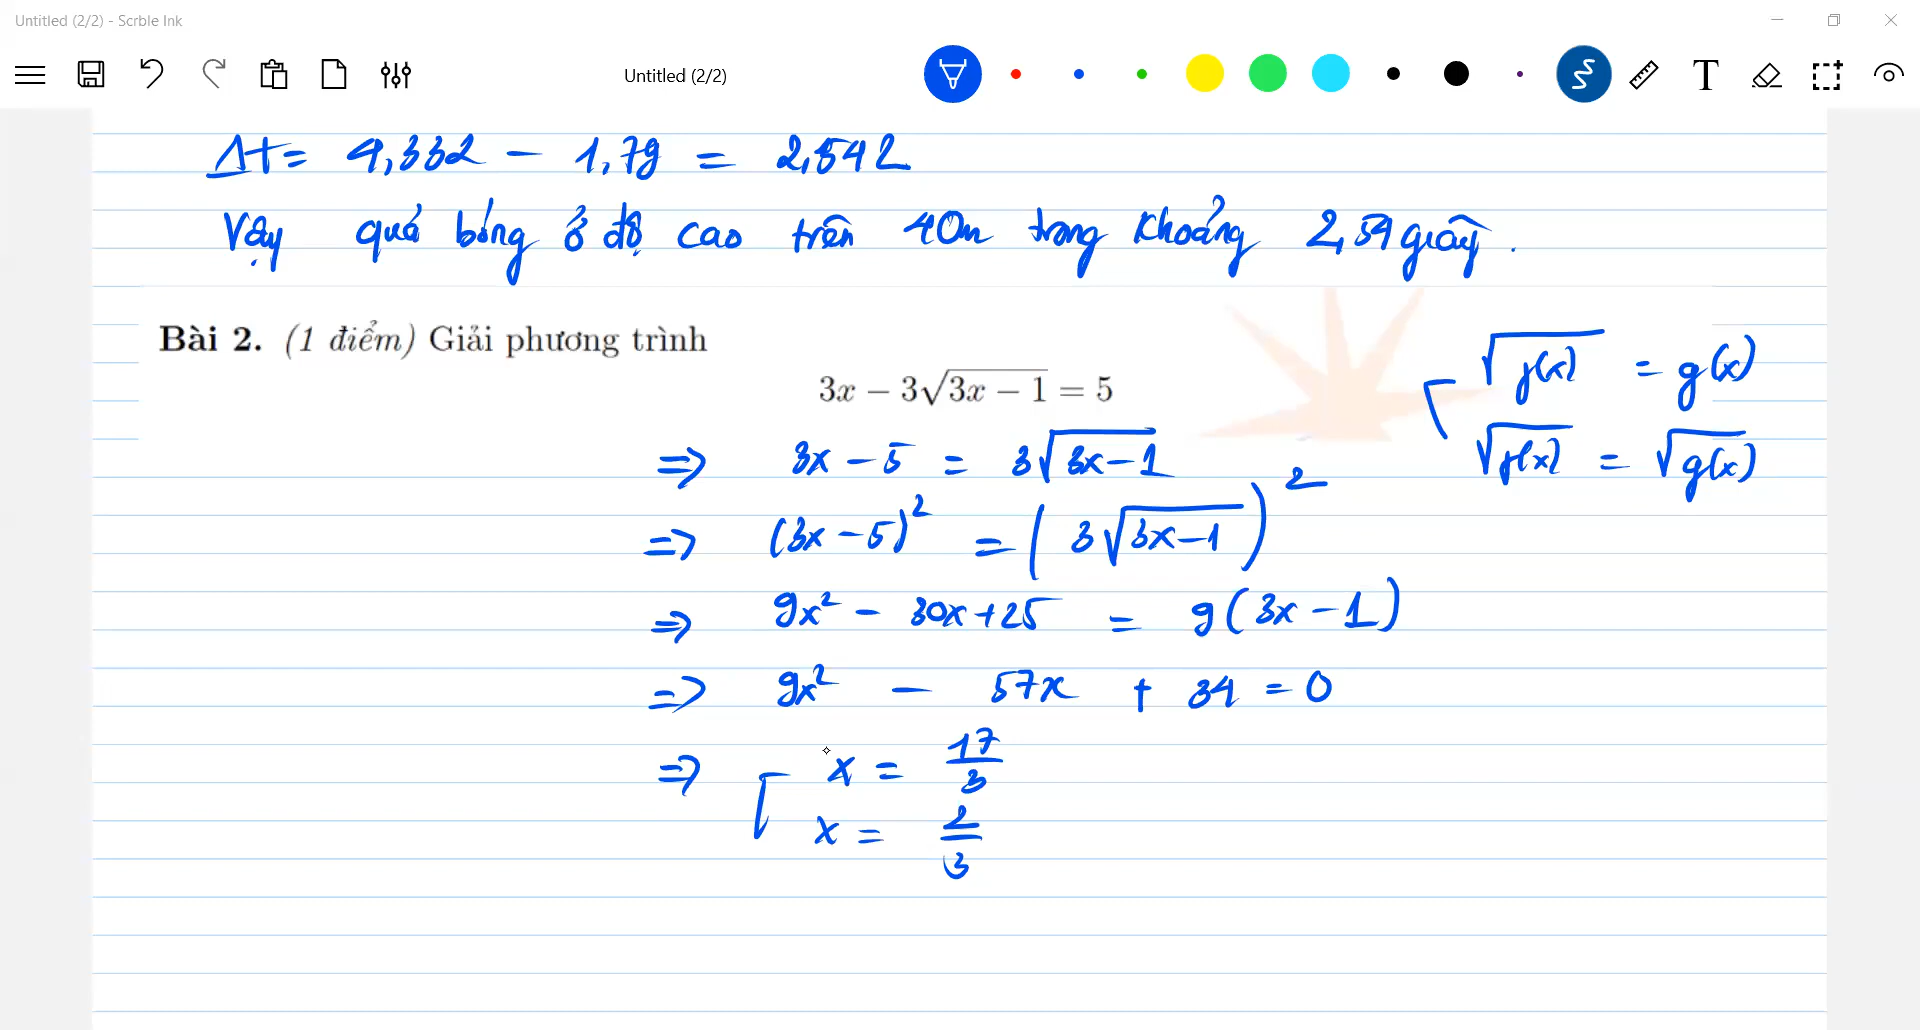 Untitled (2/2) - Scrble Ink
Untitled (2/2)
T
Δt = 4,332 - 1,79 = 2,542
Vậy quả bóng ở độ cao trên 40m trong khoảng 2,54 giây.
Bài 2. (1 điểm) Giải phương trình
3x − 3√(3x − 1) = 5
√f(x) = g(x)
√f(x) = √g(x)
⇒ 3x − 5 = 3√(3x−1)
⇒ (3x − 5)² = (3√(3x−1))²
⇒ 9x² − 30x + 25 = 9(3x − 1)
⇒ 9x² − 57x + 34 = 0
⇒ [ x = 17/3
x = 2/3